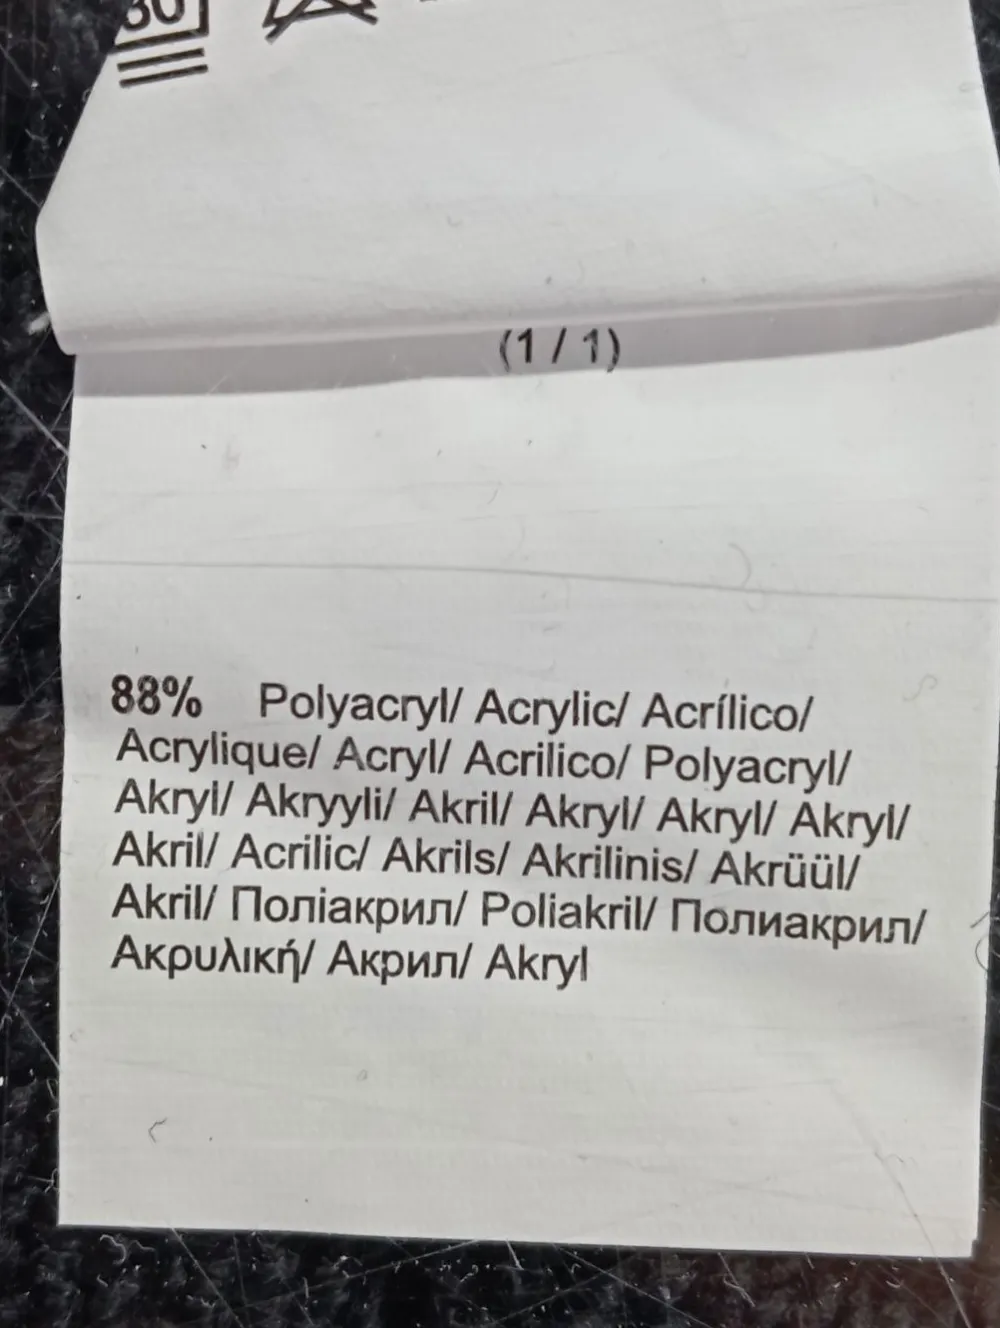 30
(1 / 1)
88% Polyacryl/ Acrylic/ Acrílico/
Acrylique/ Acryl/ Acrilico/ Polyacryl/
Akryl/ Akryyli/ Akril/ Akryl/ Akryl/ Akryl/
Akril/ Acrilic/ Akrils/ Akrilinis/ Akrüül/
Akril/ Поліакрил/ Poliakril/ Полиакрил/
Ακρυλική/ Акрил/ Akryl